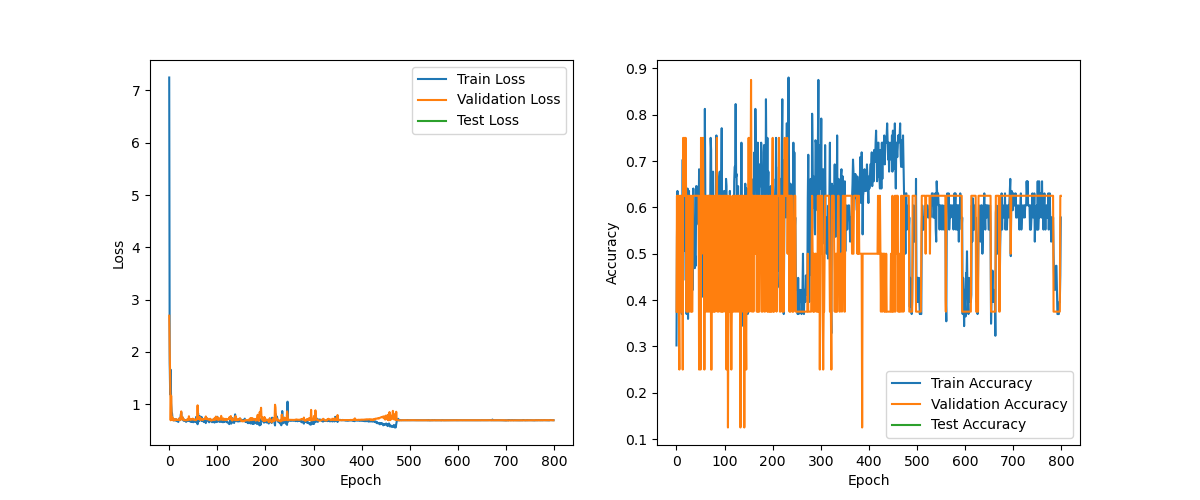 Train Loss
Validation Loss
Test Loss
7
6
5
4
3
2
1
Loss
0 100 200 300 400 500 600 700 800
Epoch
0.9
0.8
0.7
0.6
0.5
0.4
0.3
0.2
0.1
Accuracy
Train Accuracy
Validation Accuracy
Test Accuracy
0 100 200 300 400 500 600 700 800
Epoch